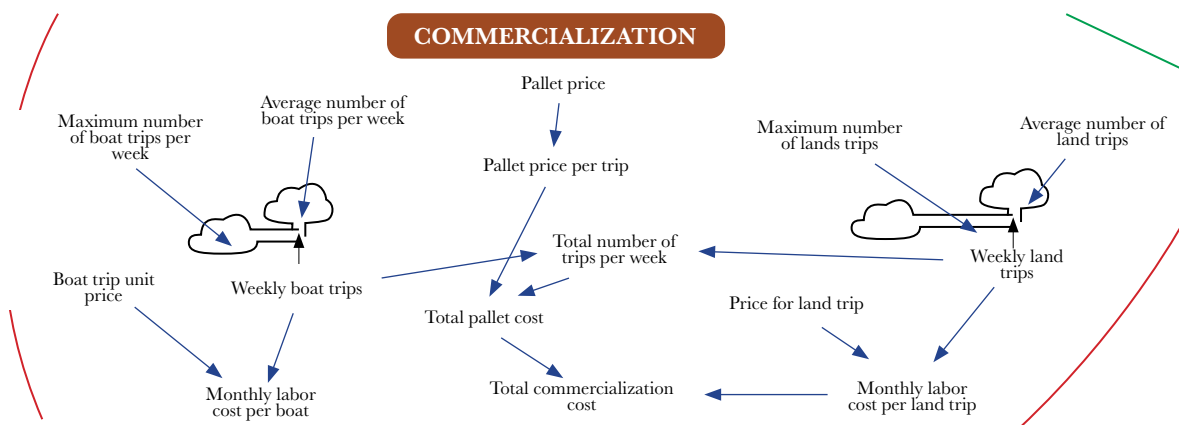 COMMERCIALIZATION
Pallet price
Average number of
boat trips per week
Maximum number
of boat trips per
week
Maximum number
of lands trips
Average number of
land trips
Pallet price per trip
Total number of
trips per week
Weekly land
trips
Boat trip unit
price
Weekly boat trips
Total pallet cost
Price for land trip
Monthly labor
cost per boat
Total commercialization
cost
Monthly labor
cost per land trip